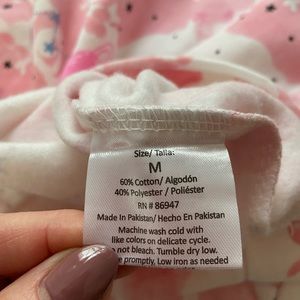 Size/ Talla:
M
60% Cotton/ Algodón
40% Polyester / Poliéster
RN # 86947
Made In Pakistan/ Hecho En Pakistan
Machine wash cold with
like colors on delicate cycle.
not bleach. Tumble dry low.
promptly. Low iron as needed